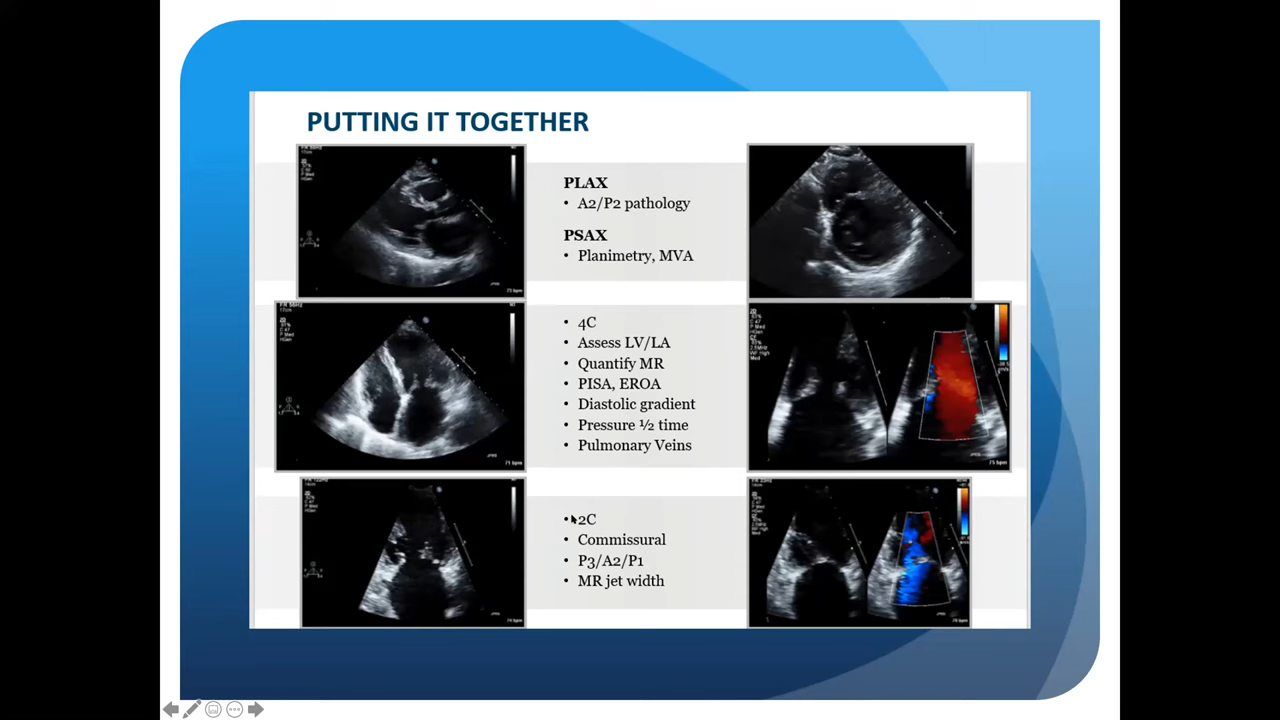 PUTTING IT TOGETHER
PLAX
• A2/P2 pathology
PSAX
• Planimetry, MVA
• 4C
• Assess LV/LA
• Quantify MR
• PISA, EROA
• Diastolic gradient
• Pressure ½ time
• Pulmonary Veins
• 2C
• Commissural
• P3/A2/P1
• MR jet width